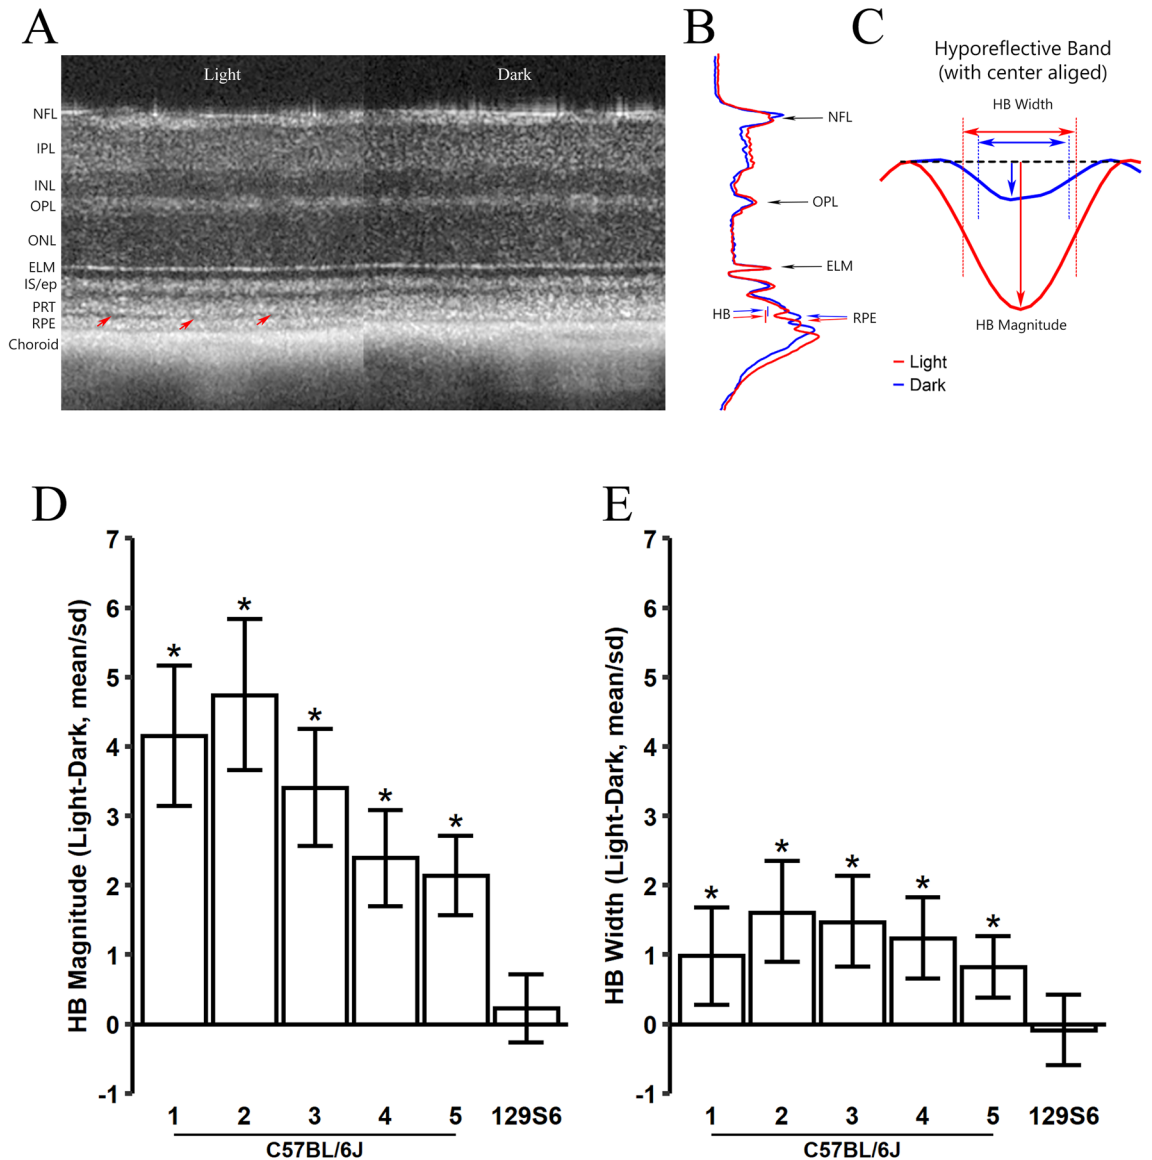 A
Light
Dark
NFL
IPL
INL
OPL
ONL
ELM
IS/ep
PRT
RPE
Choroid
B
NFL
OPL
ELM
HB
RPE
C
Hyporeflective Band
(with center aliged)
HB Width
HB Magnitude
Light
Dark
D
HB Magnitude (Light-Dark, mean/sd)
7
6
5
4
3
2
1
0
-1
*
*
*
*
*
1 2 3 4 5 129S6
C57BL/6J
E
HB Width (Light-Dark, mean/sd)
7
6
5
4
3
2
1
0
-1
*
*
*
*
*
1 2 3 4 5 129S6
C57BL/6J